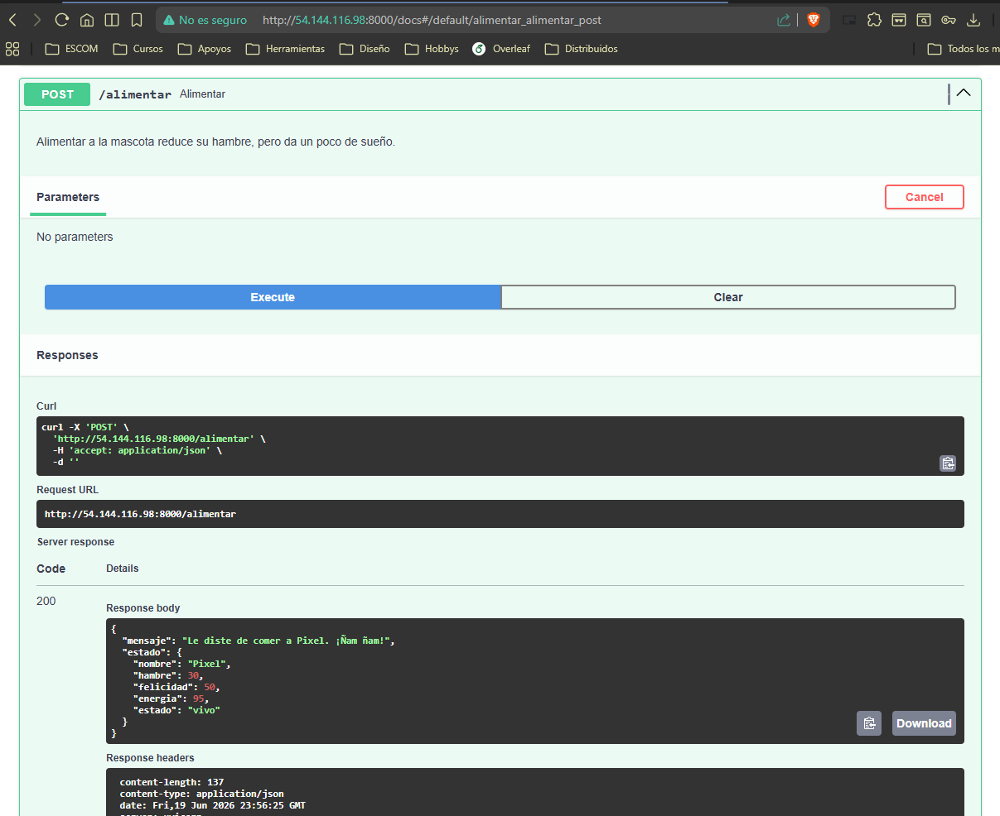 No es seguro http://54.144.116.98:8000/docs#/default/alimentar_alimentar_post
ESCOM Cursos Apoyos Herramientas Diseño Hobbys Overleaf Distribuidos Todos los m
POST /alimentar Alimentar
Alimentar a la mascota reduce su hambre, pero da un poco de sueño.
Parameters Cancel
No parameters
Execute Clear
Responses
Curl
curl -X 'POST' \
'http://54.144.116.98:8000/alimentar' \
-H 'accept: application/json' \
-d ''
Request URL
http://54.144.116.98:8000/alimentar
Server response
Code Details
200
Response body
{
"mensaje": "Le diste de comer a Pixel. ¡Ñam ñam!",
"estado": {
"nombre": "Pixel",
"hambre": 30,
"felicidad": 50,
"energia": 95,
"estado": "vivo"
}
}
Download
Response headers
content-length: 137
content-type: application/json
date: Fri,19 Jun 2026 23:56:25 GMT